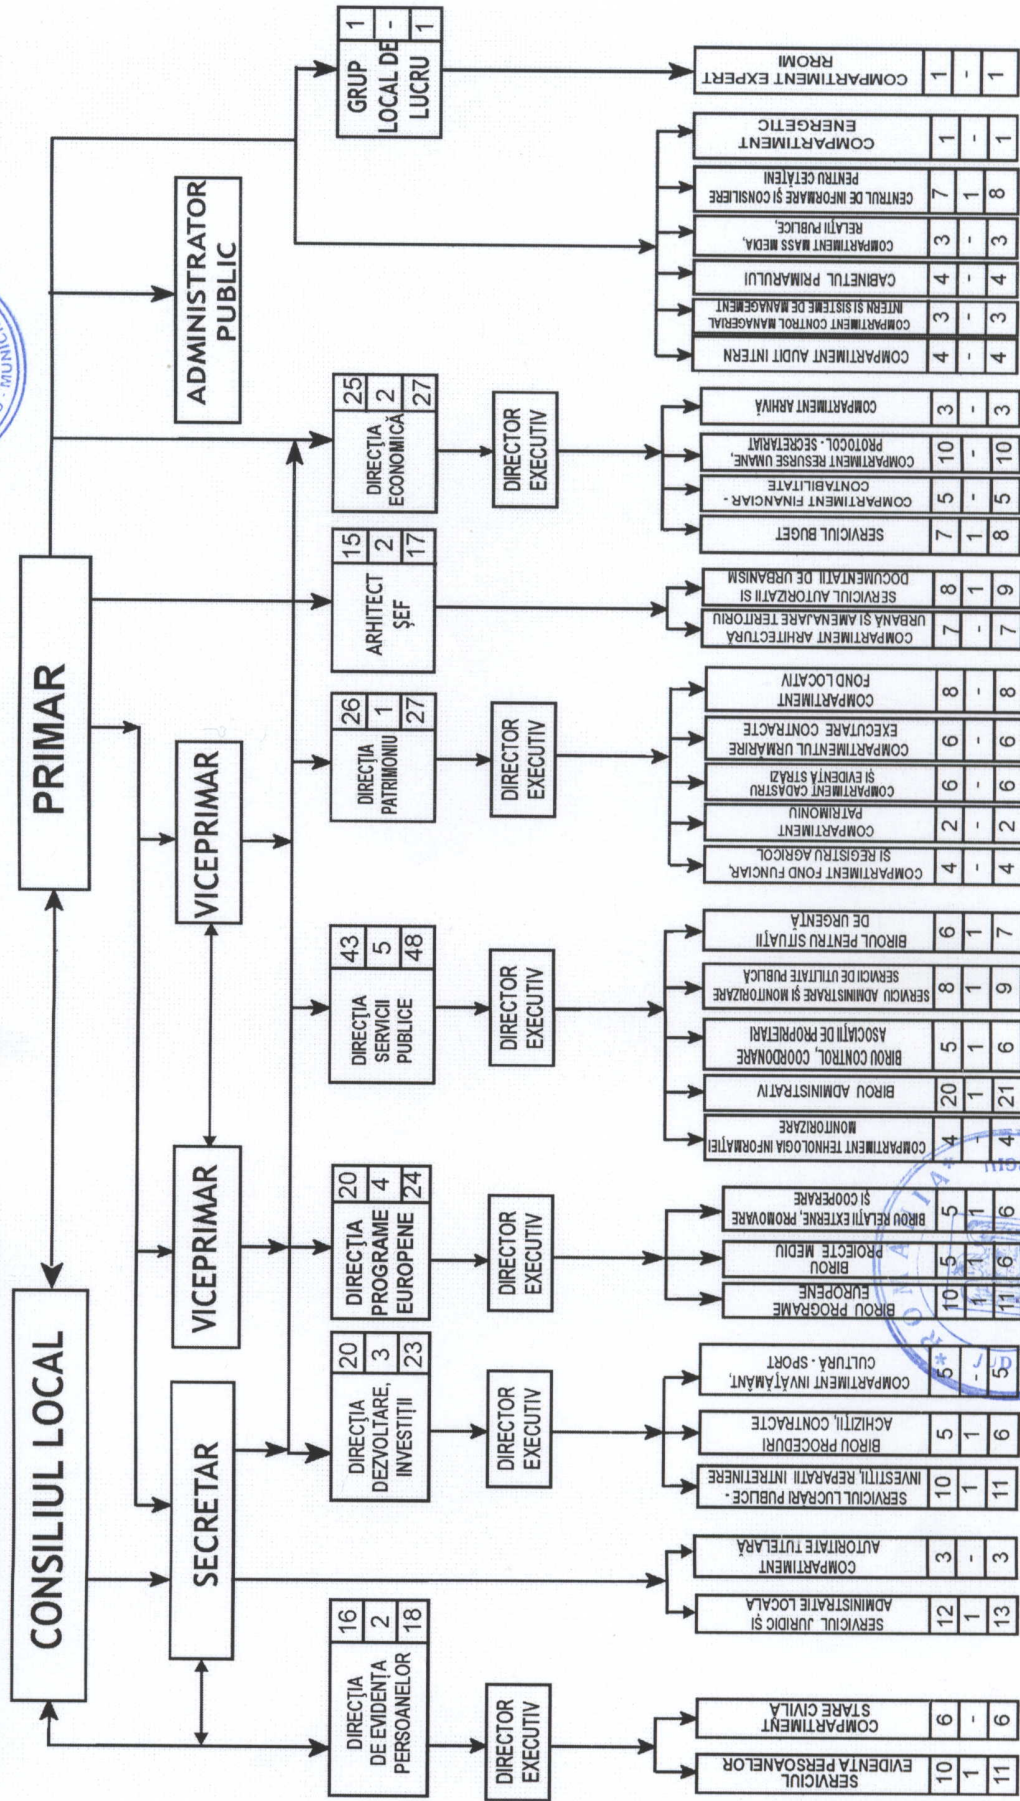 CONSILIUL LOCAL
PRIMAR
SECRETAR
VICEPRIMAR
VICEPRIMAR
ADMINISTRATOR
PUBLIC
DIRECȚIA
DE EVIDENȚA
PERSOANELOR
16
2
18
DIRECȚIA
DEZVOLTARE,
INVESTIȚII
20
3
23
DIRECȚIA
PROGRAME
EUROPENE
20
4
24
DIRECȚIA
SERVICII
PUBLICE
43
5
48
DIRECȚIA
PATRIMONIU
26
1
27
ARHITECT
ȘEF
15
2
17
DIRECȚIA
ECONOMICĂ
25
2
27
GRUP
LOCAL DE
LUCRU
1
-
1
DIRECTOR
EXECUTIV
DIRECTOR
EXECUTIV
DIRECTOR
EXECUTIV
DIRECTOR
EXECUTIV
DIRECTOR
EXECUTIV
DIRECTOR
EXECUTIV
SERVICIUL
EVIDENTA PERSOANELOR
10
1
11
COMPARTIMENT
STARE CIVILĂ
6
-
6
SERVICIUL JURIDIC ȘI
ADMINISTRATIE LOCALA
12
1
13
COMPARTIMENT
AUTORITATE TUTELARĂ
3
-
3
SERVICIUL LUCRĂRI PUBLICE -
INVESTIȚII, REPARATII INTRETINERE
10
1
11
BIROU PROCEDURI
ACHIZIȚII, CONTRACTE
5
1
6
COMPARTIMENT INVĂȚĂMÂNT,
CULTURĂ - SPORT
5
-
5
BIROU PROGRAME
EUROPENE
10
1
11
BIROU
PROIECTE MEDIU
5
1
6
BIROU RELAȚII EXTERNE, PROMOVARE
ȘI COOPERARE
5
1
6
COMPARTIMENT TEHNOLOGIA INFORMAȚIEI
MONITORIZARE
4
-
4
BIROU ADMINISTRATIV
20
1
21
BIROU CONTROL, COORDONARE
ASOCIAȚII DE PROPRIETARI
5
1
6
SERVICIU ADMINISTRARE ȘI MONITORIZARE
SERVICII DE UTILITATE PUBLICĂ
8
1
9
BIROUL PENTRU SITUAȚII
DE URGENȚĂ
6
1
7
COMPARTIMENT FOND FUNCIAR,
ȘI REGISTRU AGRICOL
4
-
4
COMPARTIMENT
PATRIMONIU
2
-
2
COMPARTIMENT CADASTRU
ȘI EVIDENȚĂ STRĂZI
6
-
6
COMPARTIMENTUL URMĂRIRE
EXECUTARE CONTRACTE
6
-
6
COMPARTIMENT
FOND LOCATIV
8
-
8
COMPARTIMENT ARHITECTURĂ
URBANĂ ȘI AMENAJARE TERITORIU
7
-
7
SERVICIUL AUTORIZATII SI
DOCUMENTATII DE URBANISM
8
1
9
SERVICIUL BUGET
7
1
8
COMPARTIMENT FINANCIAR -
CONTABILITATE
5
-
5
COMPARTIMENT RESURSE UMANE,
PROTOCOL - SECRETARIAT
10
-
10
COMPARTIMENT ARHIVĂ
3
-
3
COMPARTIMENT AUDIT INTERN
4
-
4
COMPARTIMENT CONTROL MANAGERIAL
INTERN ȘI SISTEME DE MANAGEMENT
3
-
3
CABINETUL PRIMARULUI
4
-
4
COMPARTIMENT MASS MEDIA,
RELAȚII PUBLICE,
3
-
3
CENTRUL DE INFORMARE ȘI CONSILIERE
PENTRU CETĂȚENI
7
1
8
COMPARTIMENT
ENERGETIC
1
-
1
COMPARTIMENT EXPERT
RROMI
1
-
1
* ROMANIA *